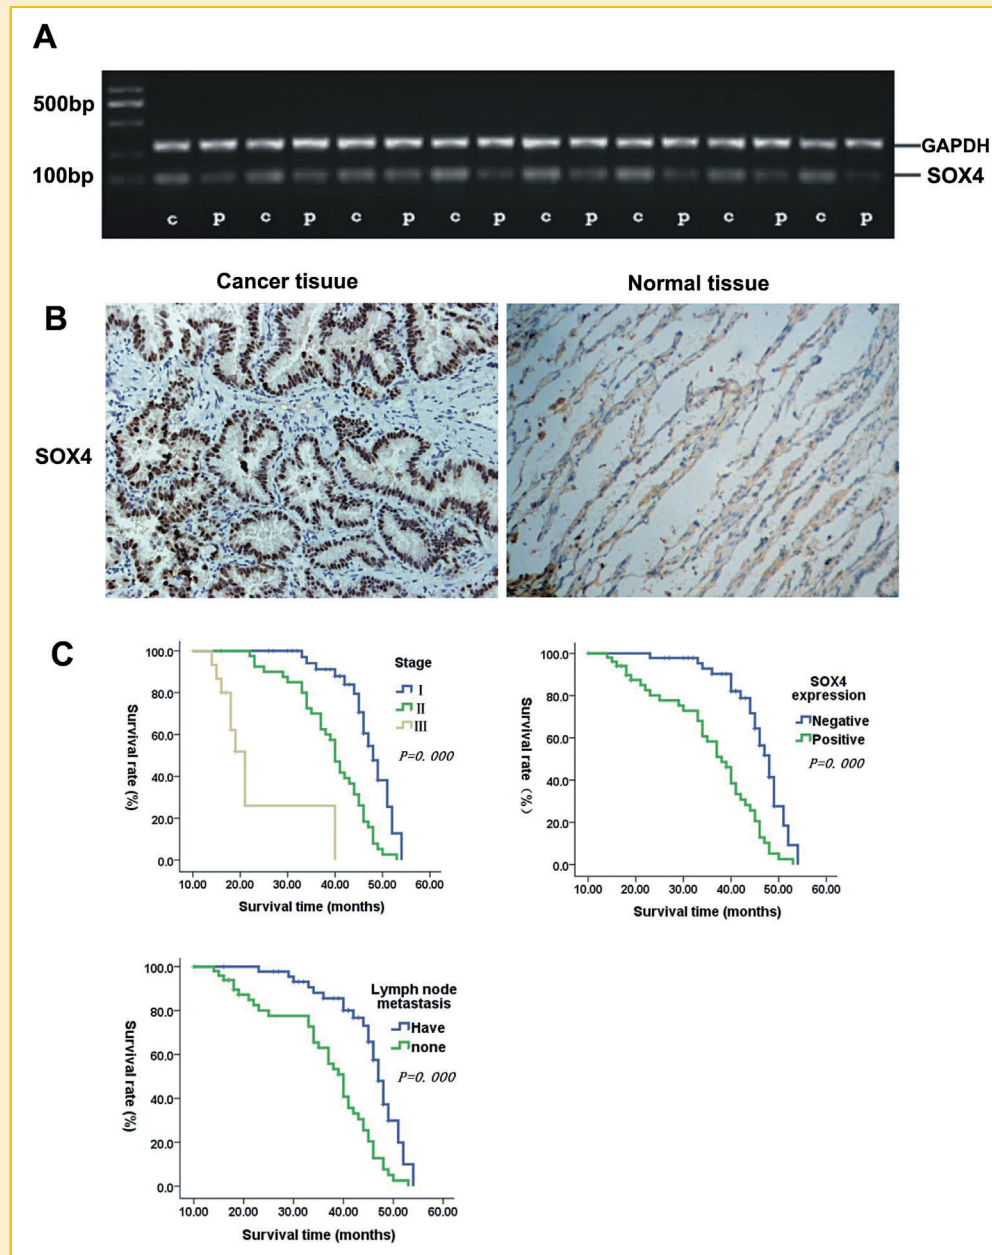 A
500bp
100bp
GAPDH
SOX4
c p c p c p c p c p c p c p c p
Cancer tisuue
Normal tissue
B
SOX4
C
100.0
80.0
60.0
40.0
20.0
0.0
Survival rate (%)
10.00 20.00 30.00 40.00 50.00 60.00
Survival time (months)
Stage
I
II
III
P=0. 000
100.0
80.0
60.0
40.0
20.0
0.0
Survival rate (%)
10.00 20.00 30.00 40.00 50.00 60.00
Survival time (months)
SOX4
expression
Negative
Positive
P=0. 000
100.0
80.0
60.0
40.0
20.0
0.0
Survival rate (%)
10.00 20.00 30.00 40.00 50.00 60.00
Survival time (months)
Lymph node
metastasis
Have
none
P=0. 000